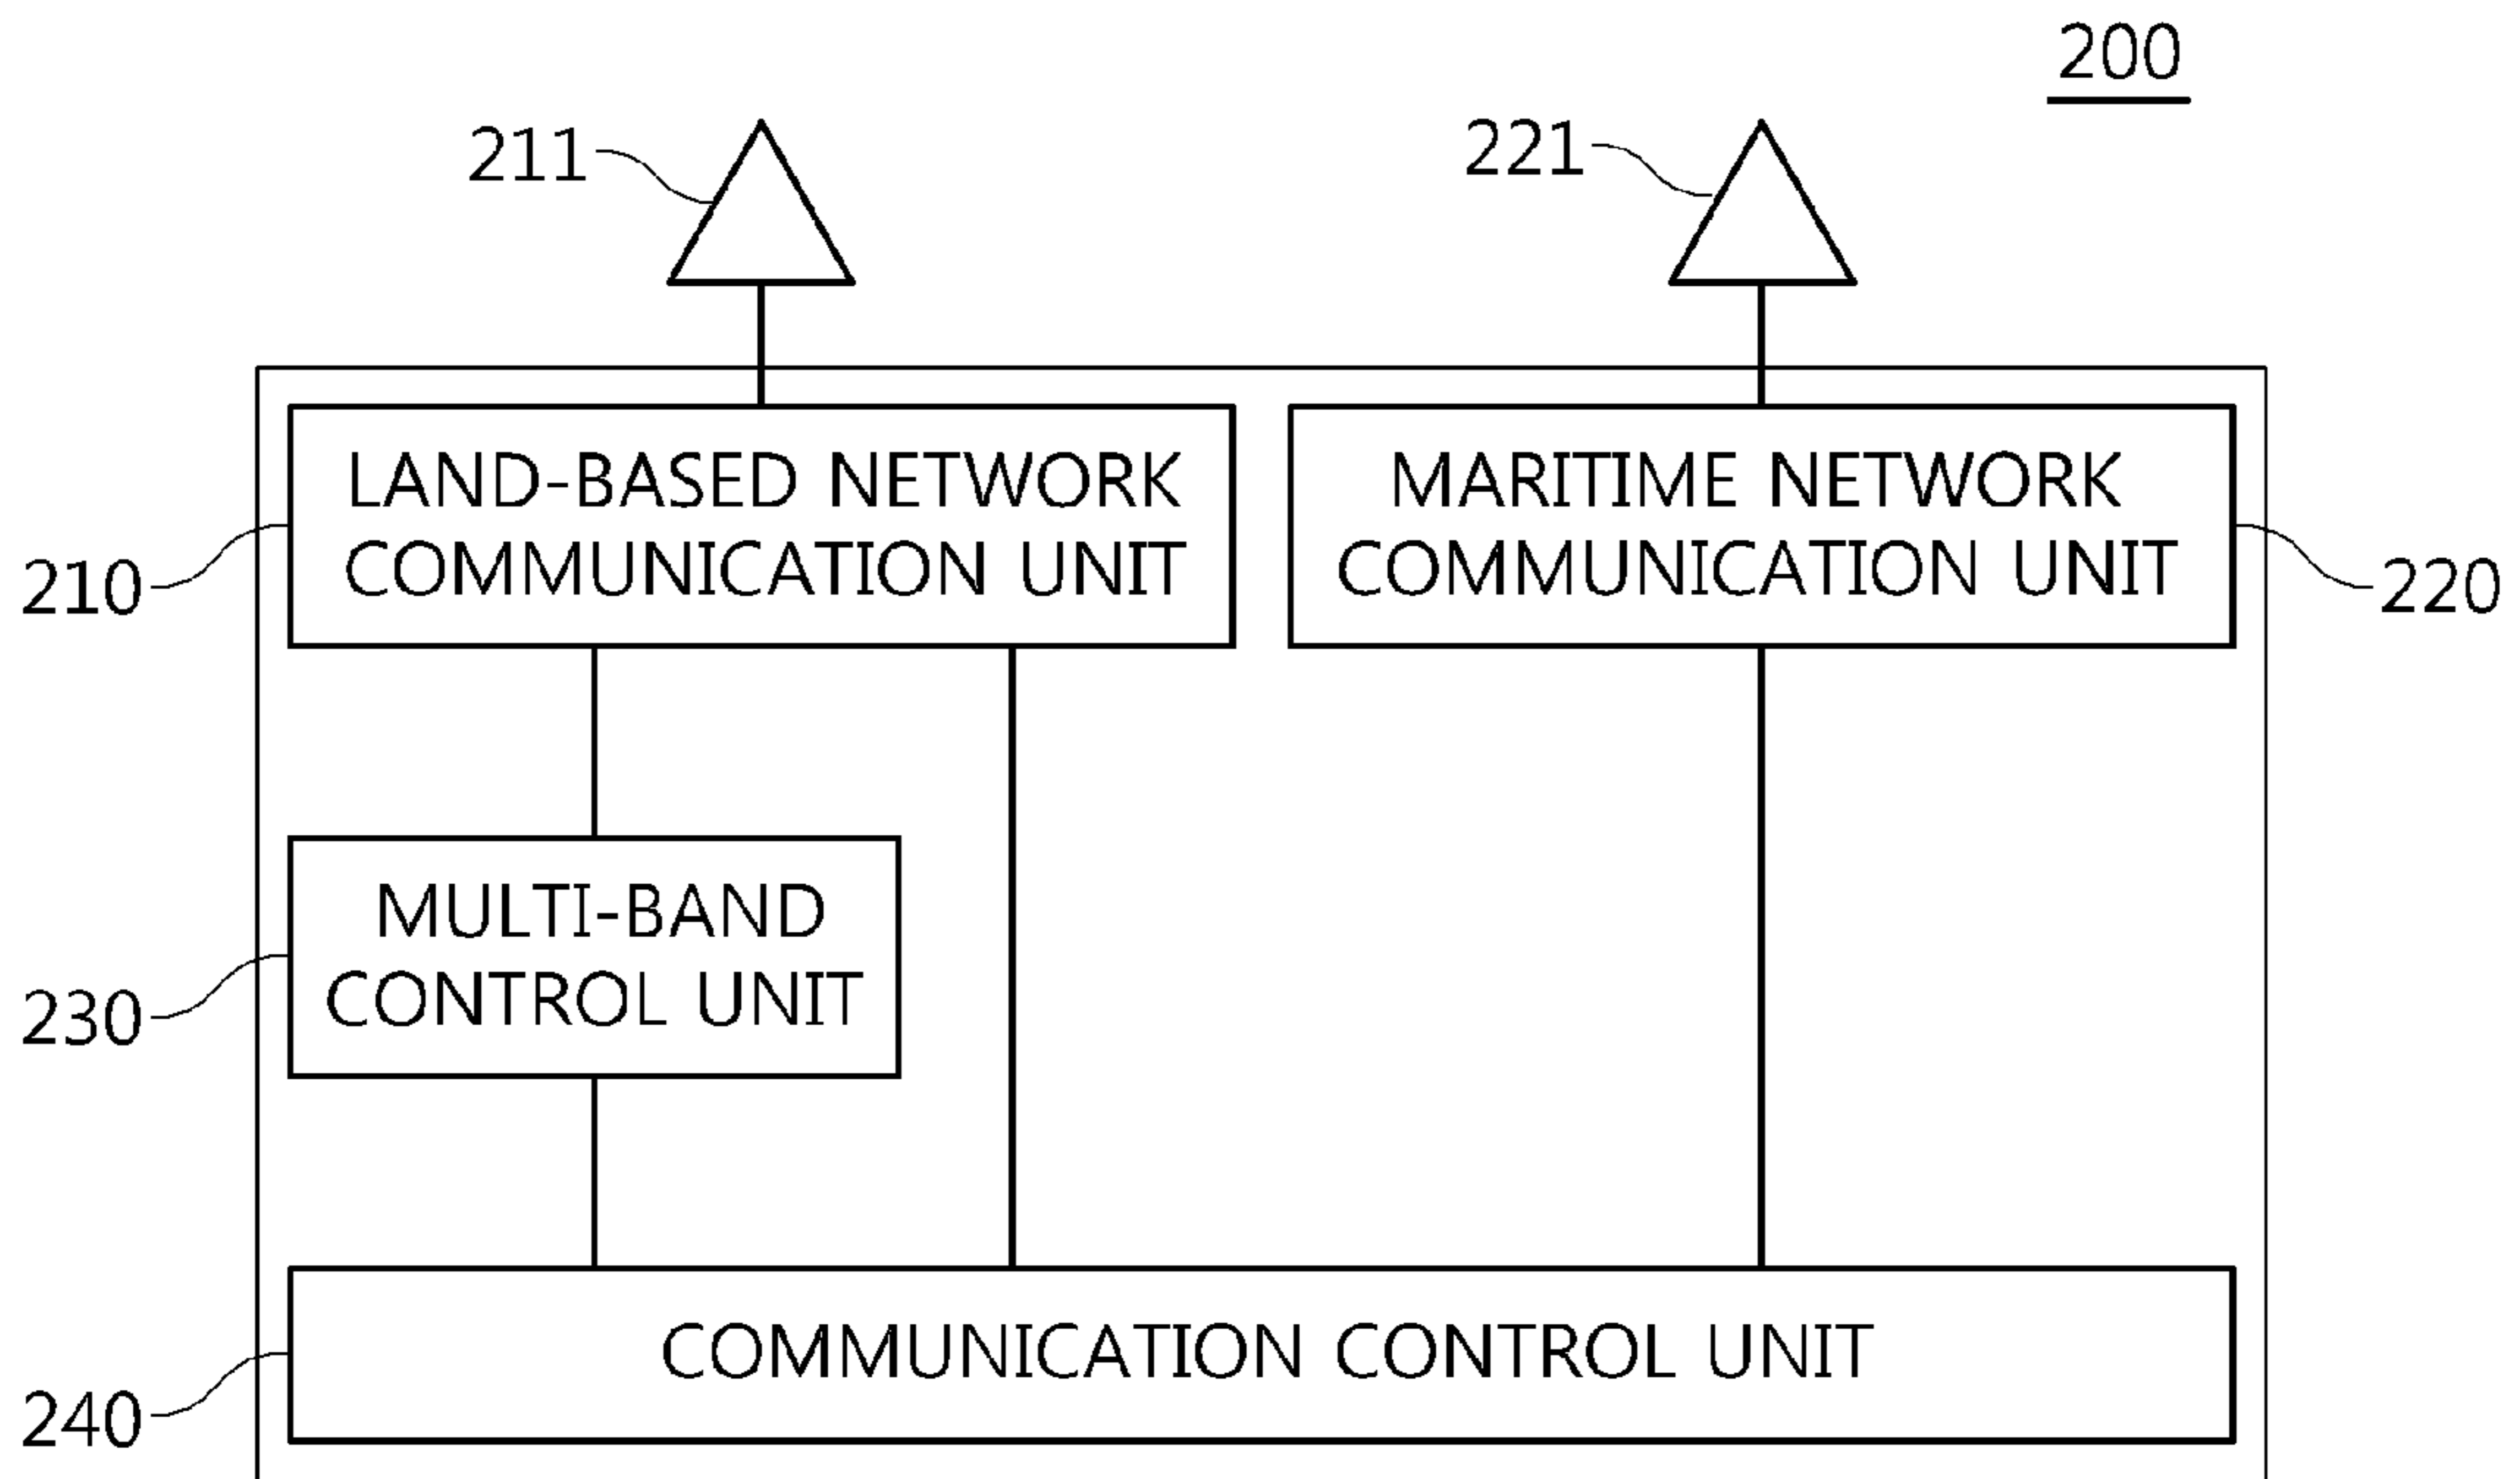 200
211
221
LAND-BASED NETWORK
COMMUNICATION UNIT
MARITIME NETWORK
COMMUNICATION UNIT
210
220
MULTI-BAND
CONTROL UNIT
230
COMMUNICATION CONTROL UNIT
240